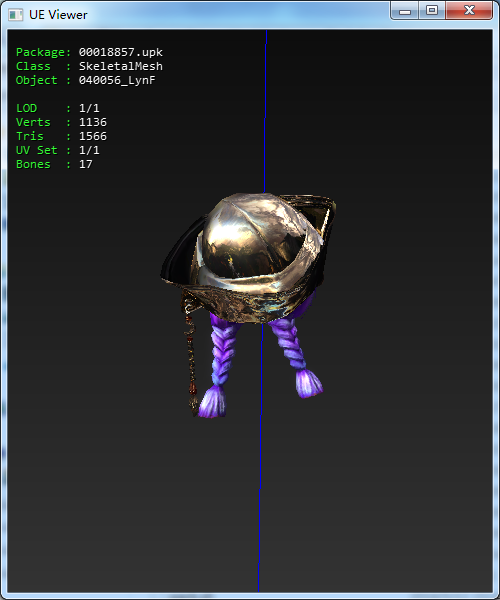 UE Viewer
Package: 00018857.upk
Class  : SkeletalMesh
Object : 040056_LynF
LOD    : 1/1
Verts  : 1136
Tris   : 1566
UV Set : 1/1
Bones  : 17